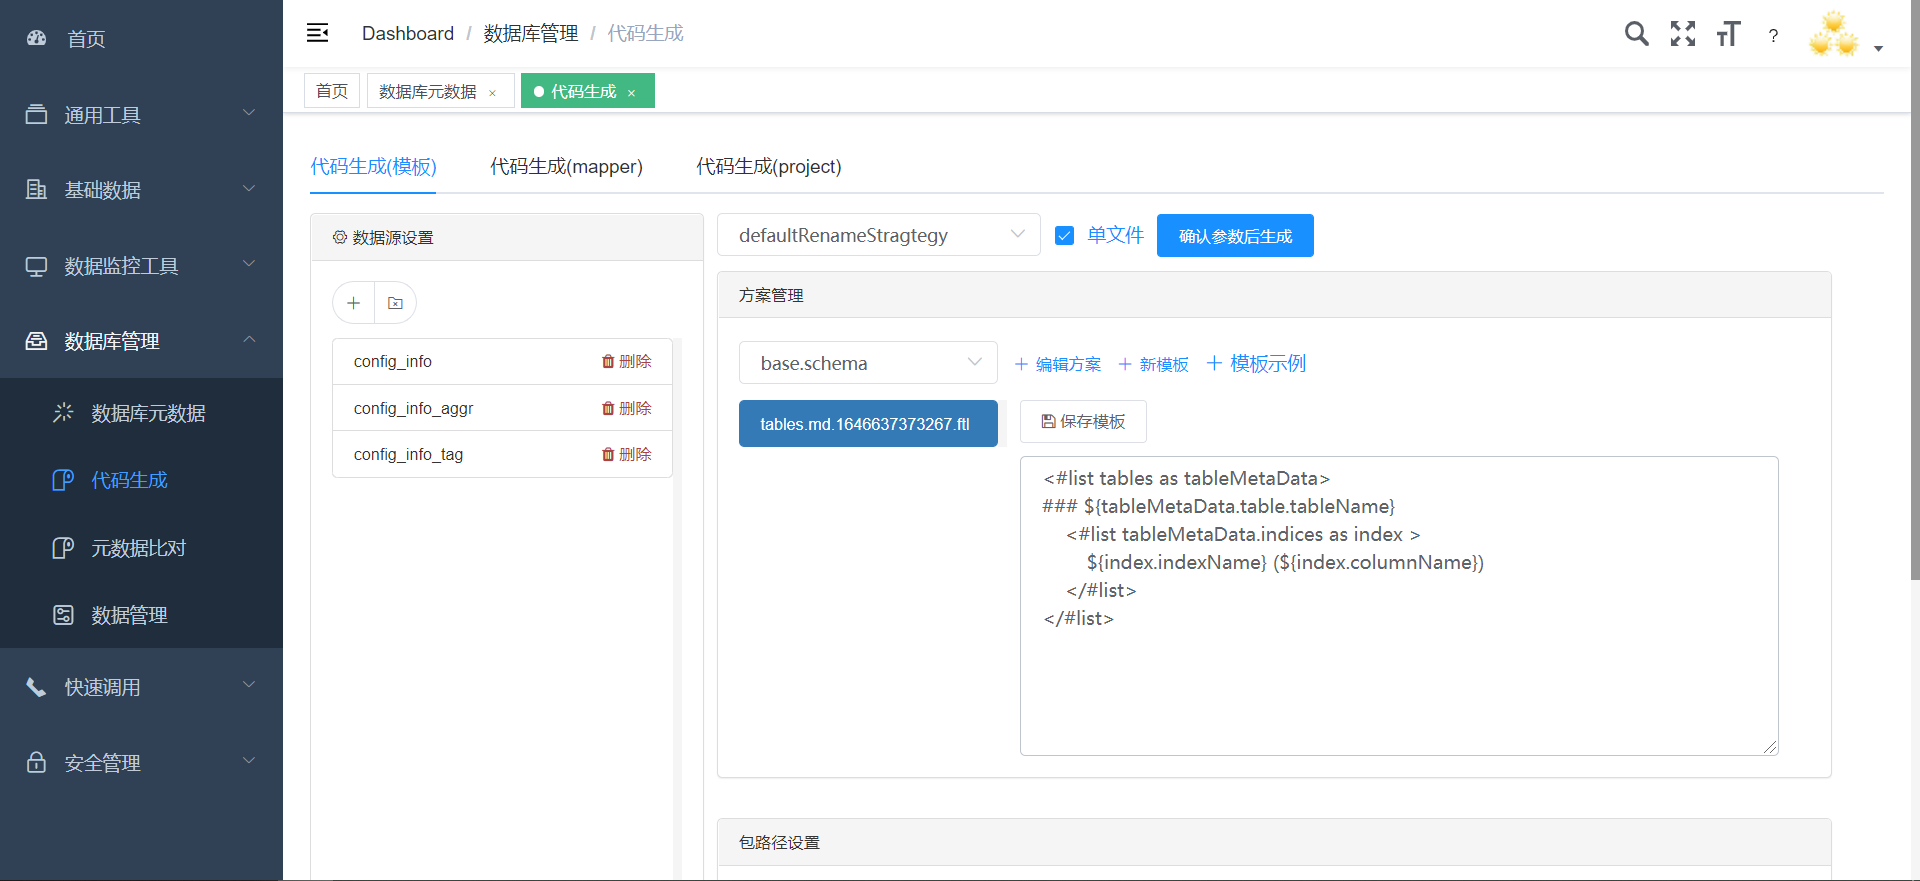 首页
通用工具
基础数据
数据监控工具
数据库管理
数据库元数据
代码生成
元数据比对
数据管理
快速调用
安全管理
Dashboard / 数据库管理 / 代码生成
?
首页 数据库元数据 × 代码生成 ×
代码生成(模板) 代码生成(mapper) 代码生成(project)
数据源设置
config_info 删除
config_info_aggr 删除
config_info_tag 删除
defaultRenameStragtegy 单文件 确认参数后生成
方案管理
base.schema + 编辑方案 + 新模板 + 模板示例
tables.md.1646637373267.ftl 保存模板
<#list tables as tableMetaData>
### ${tableMetaData.table.tableName}
<#list tableMetaData.indices as index >
${index.indexName} (${index.columnName})
</#list>
</#list>
包路径设置